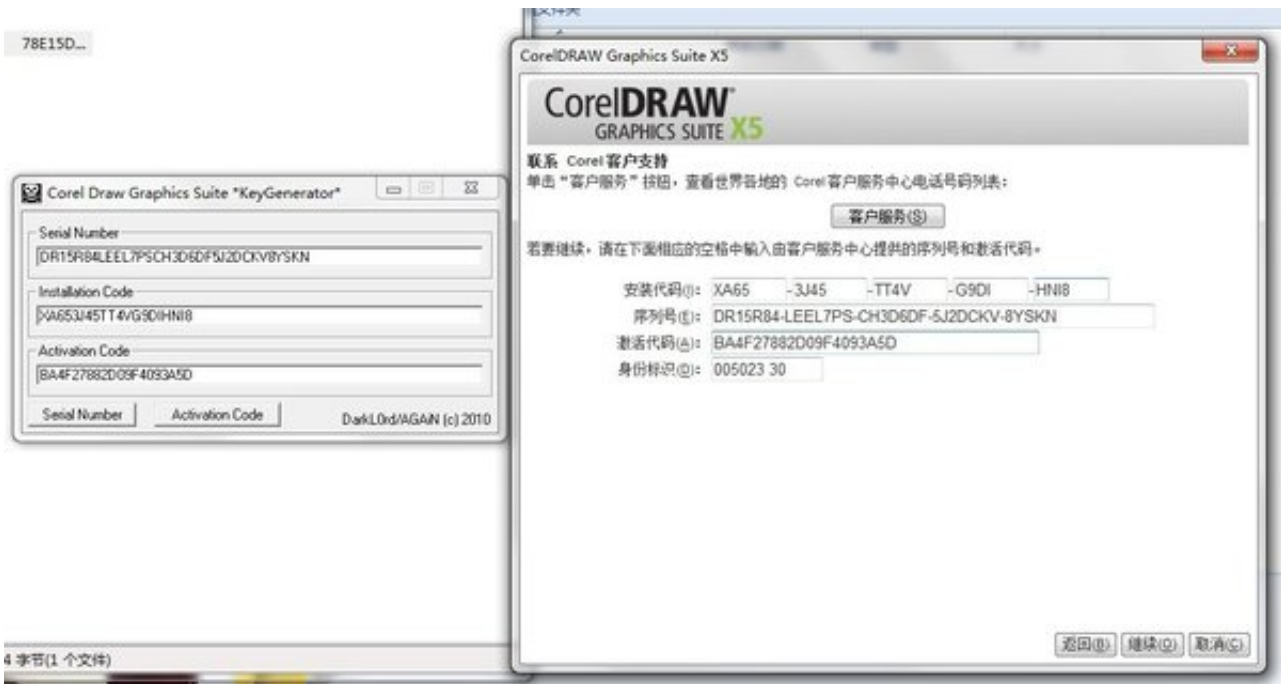 78E15D...
Corel Draw Graphics Suite "KeyGenerator"
Serial Number
DR15R84LEEL7PSCH3D6DF5J2DCKV8YSKN
Installation Code
XA653J45TT4VG9DIHNI8
Activation Code
BA4F27882D09F4093A5D
Serial Number Activation Code DarkL0rd/AGAiN (c) 2010
4 字节(1 个文件)
文件夹
CorelDRAW Graphics Suite X5
CorelDRAW
GRAPHICS SUITE X5
联系 Corel 客户支持
单击“客户服务”按钮，查看世界各地的 Corel 客户服务中心电话号码列表：
客户服务(S)
若要继续，请在下面相应的空格中输入由客户服务中心提供的序列号和激活代码。
安装代码(I)： XA65 -3J45 -TT4V -G9DI -HNI8
序列号(E)： DR15R84-LEEL7PS-CH3D6DF-5J2DCKV-8YSKN
激活代码(A)： BA4F27882D09F4093A5D
身份标识(D)： 005023 30
返回(B) 继续(O) 取消(C)